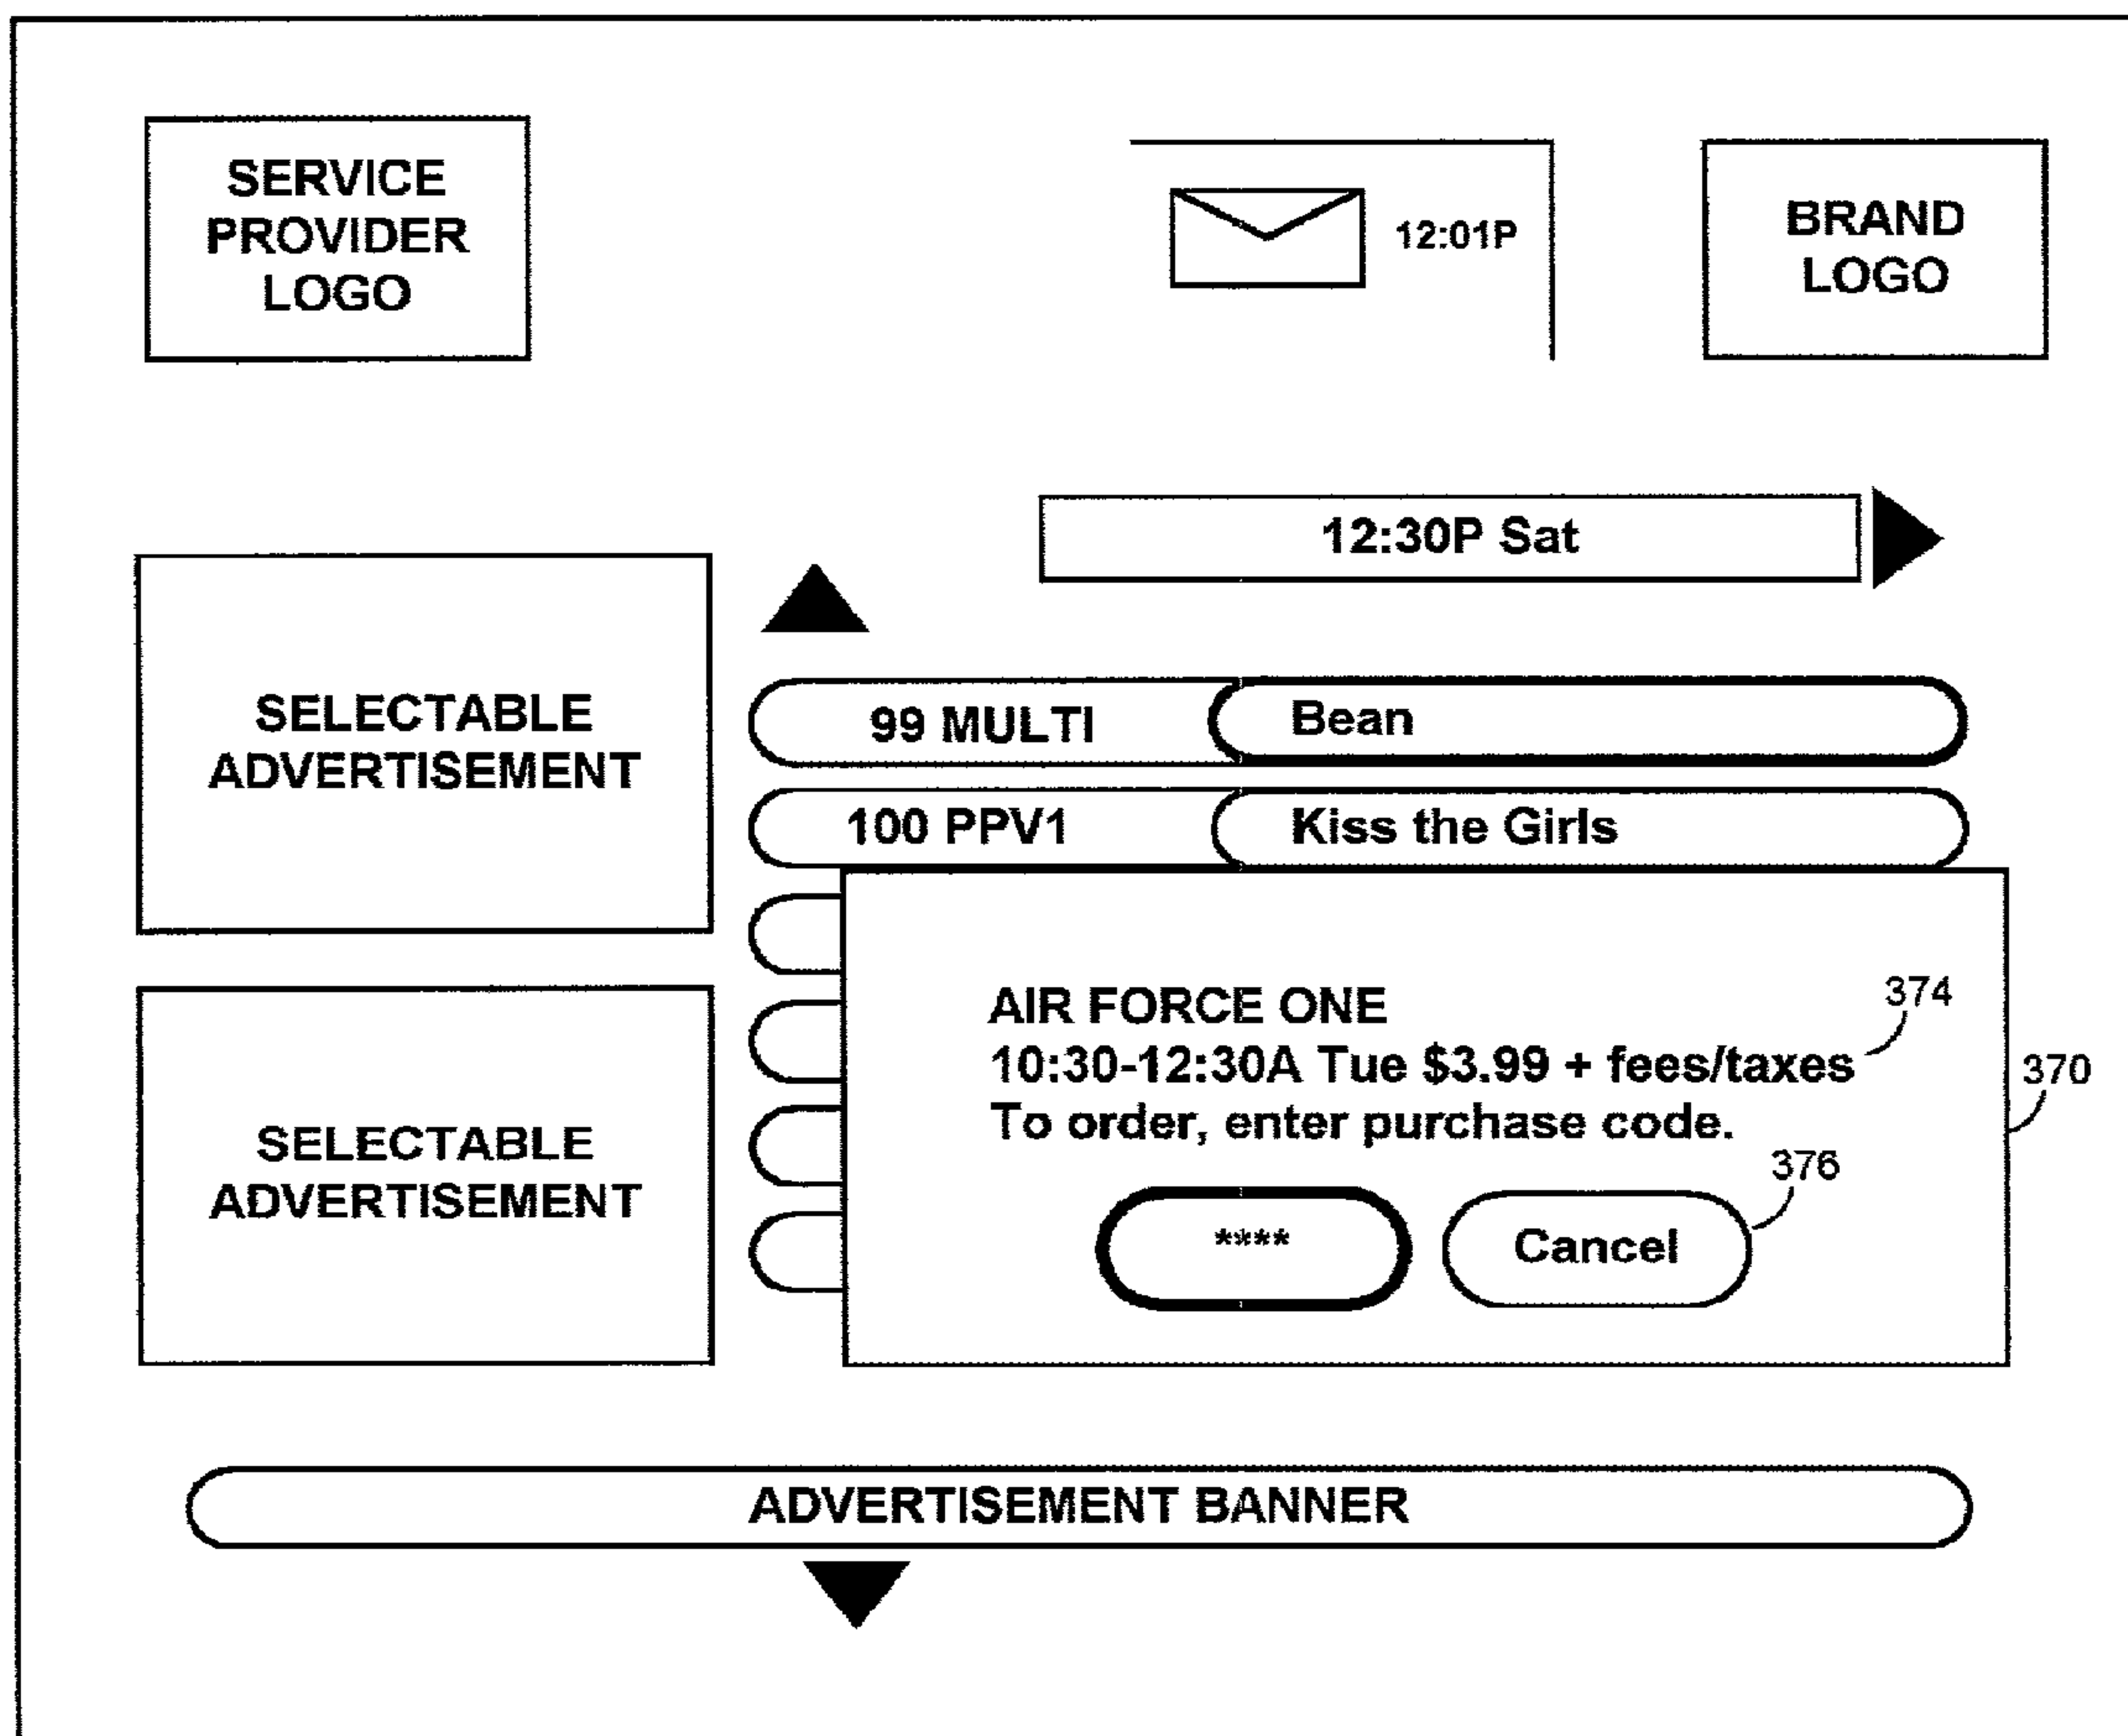 SERVICE
PROVIDER
LOGO
12:01P
BRAND
LOGO
12:30P Sat
SELECTABLE
ADVERTISEMENT
99 MULTI
Bean
100 PPV1
Kiss the Girls
AIR FORCE ONE
374
10:30-12:30A Tue $3.99 + fees/taxes
370
To order, enter purchase code.
376
****
Cancel
SELECTABLE
ADVERTISEMENT
ADVERTISEMENT BANNER